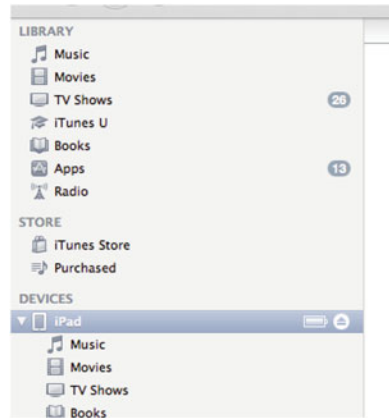 LIBRARY
Music
Movies
TV Shows 26
iTunes U
Books
Apps 13
Radio
STORE
iTunes Store
Purchased
DEVICES
iPad
Music
Movies
TV Shows
Books